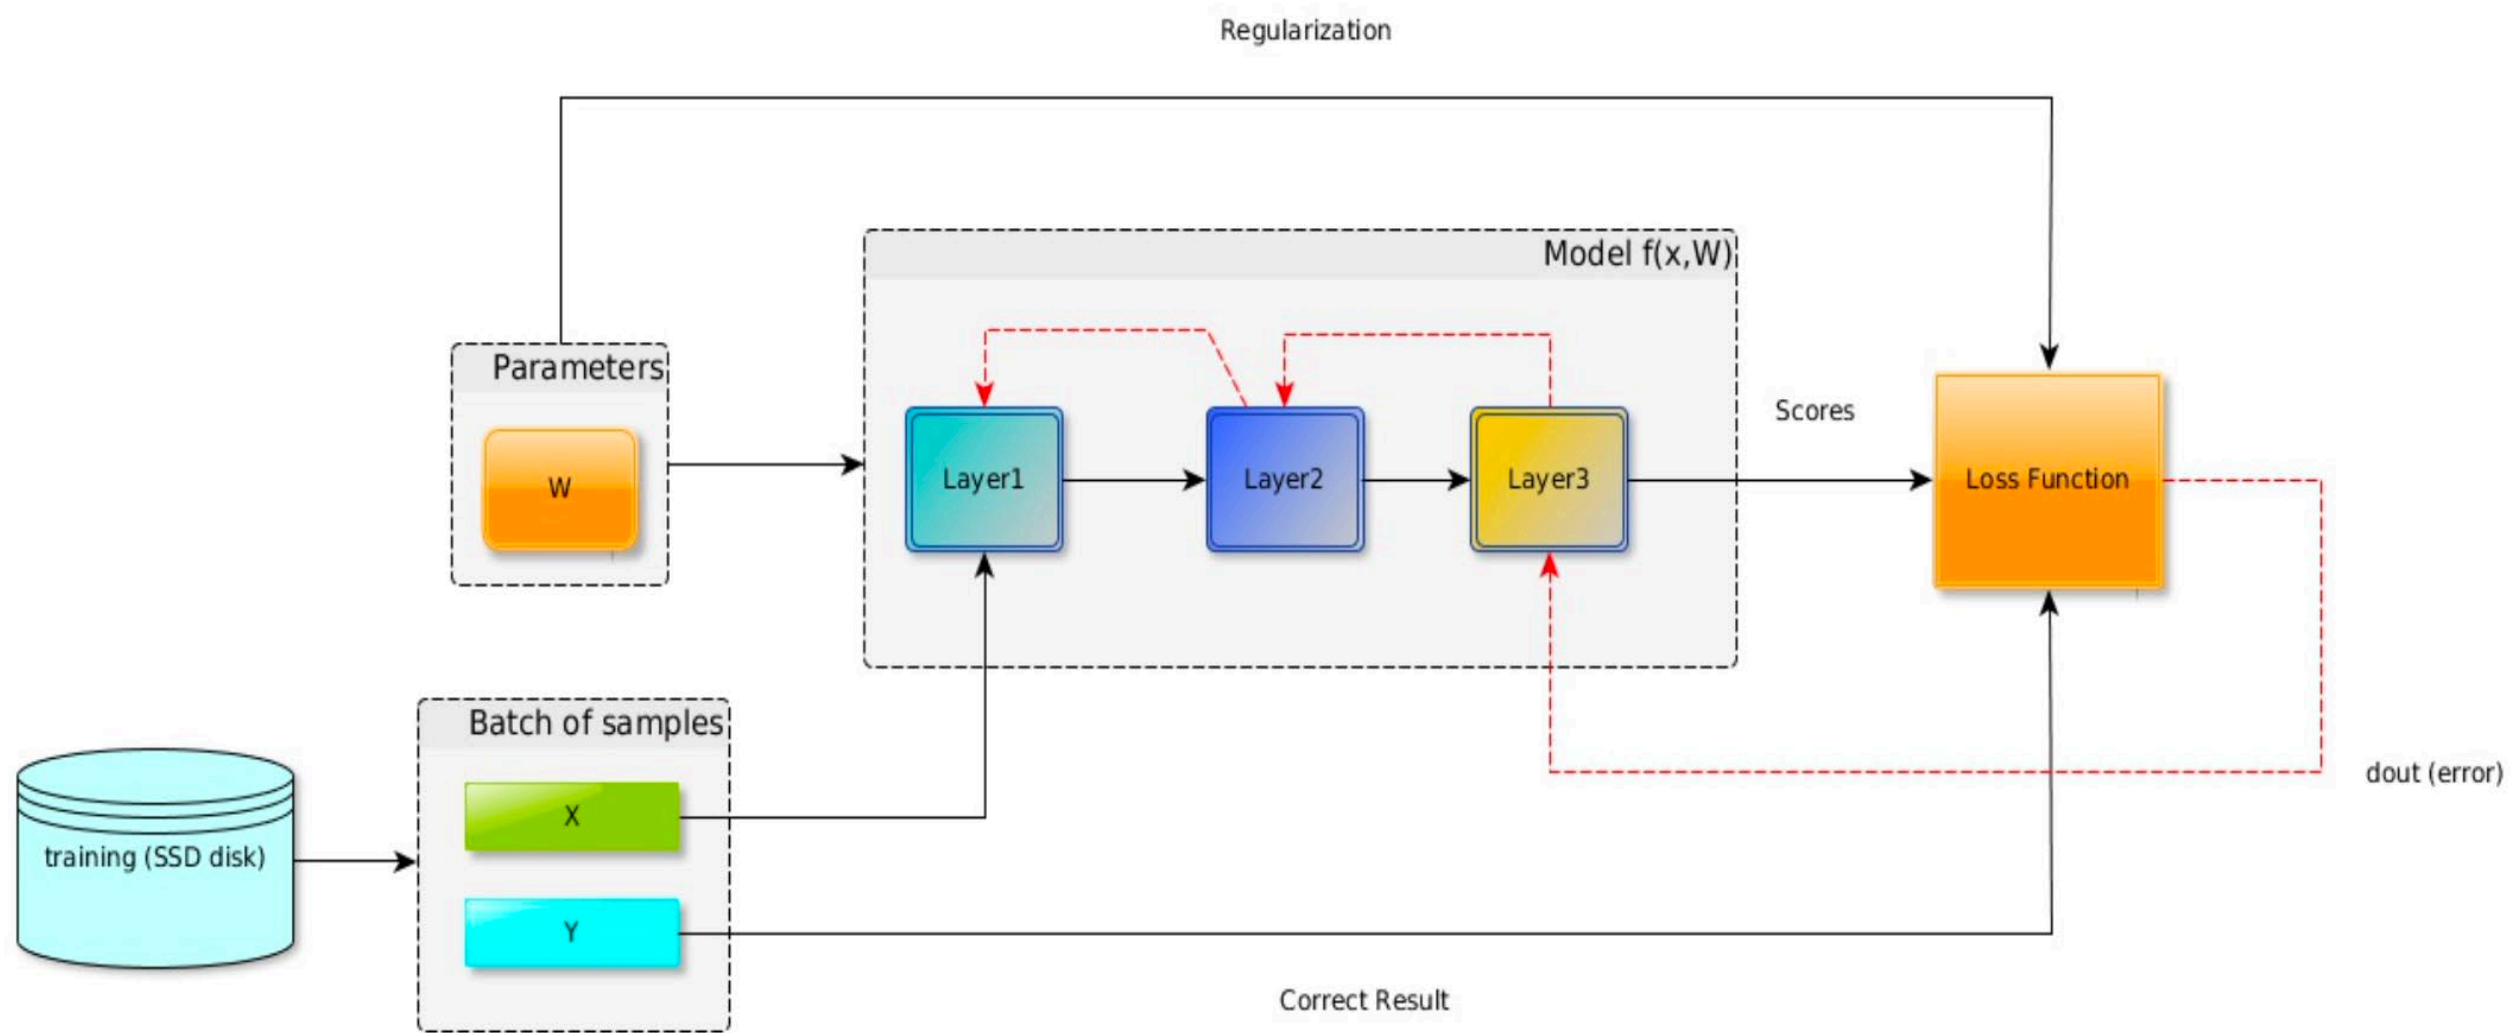 Regularization
Model f(x,W)
Parameters
W
Layer1
Layer2
Layer3
Scores
Loss Function
Batch of samples
X
Y
training (SSD disk)
dout (error)
Correct Result